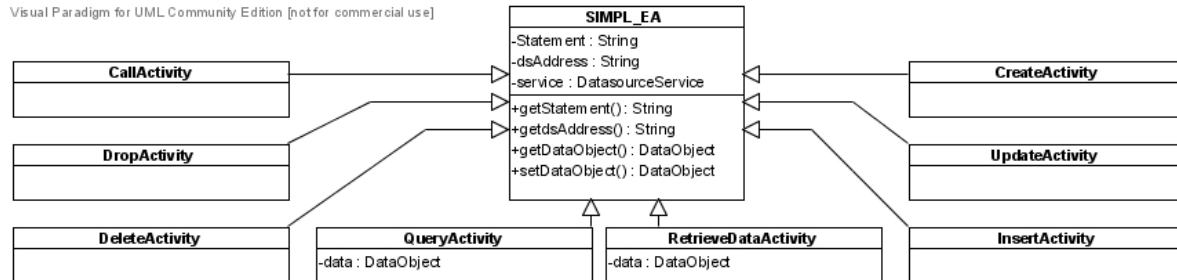 Visual Paradigm for UML Community Edition [not for commercial use]
SIMPL_EA
-Statement : String
-dsAddress : String
-service : DatasourceService
+getStatement() : String
+getdsAddress() : String
+getDataObject() : DataObject
+setDataObject() : DataObject
CallActivity
CreateActivity
DropActivity
UpdateActivity
DeleteActivity
QueryActivity
-data : DataObject
RetrieveDataActivity
-data : DataObject
InsertActivity